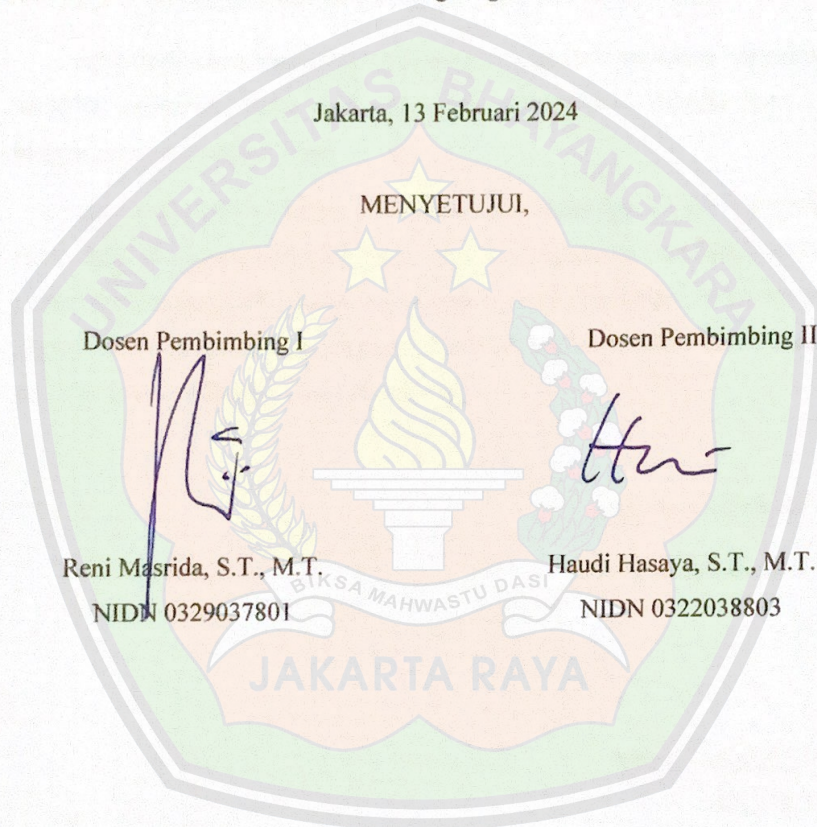 UNIVERSITAS BHAYANGKARA
Jakarta, 13 Februari 2024
MENYETUJUI,
Dosen Pembimbing I
Dosen Pembimbing II
Reni Masrida, S.T., M.T.
Haudi Hasaya, S.T., M.T.
NIDN 0329037801
NIDN 0322038803
BIKSA MAHWASTU DASI
JAKARTA RAYA